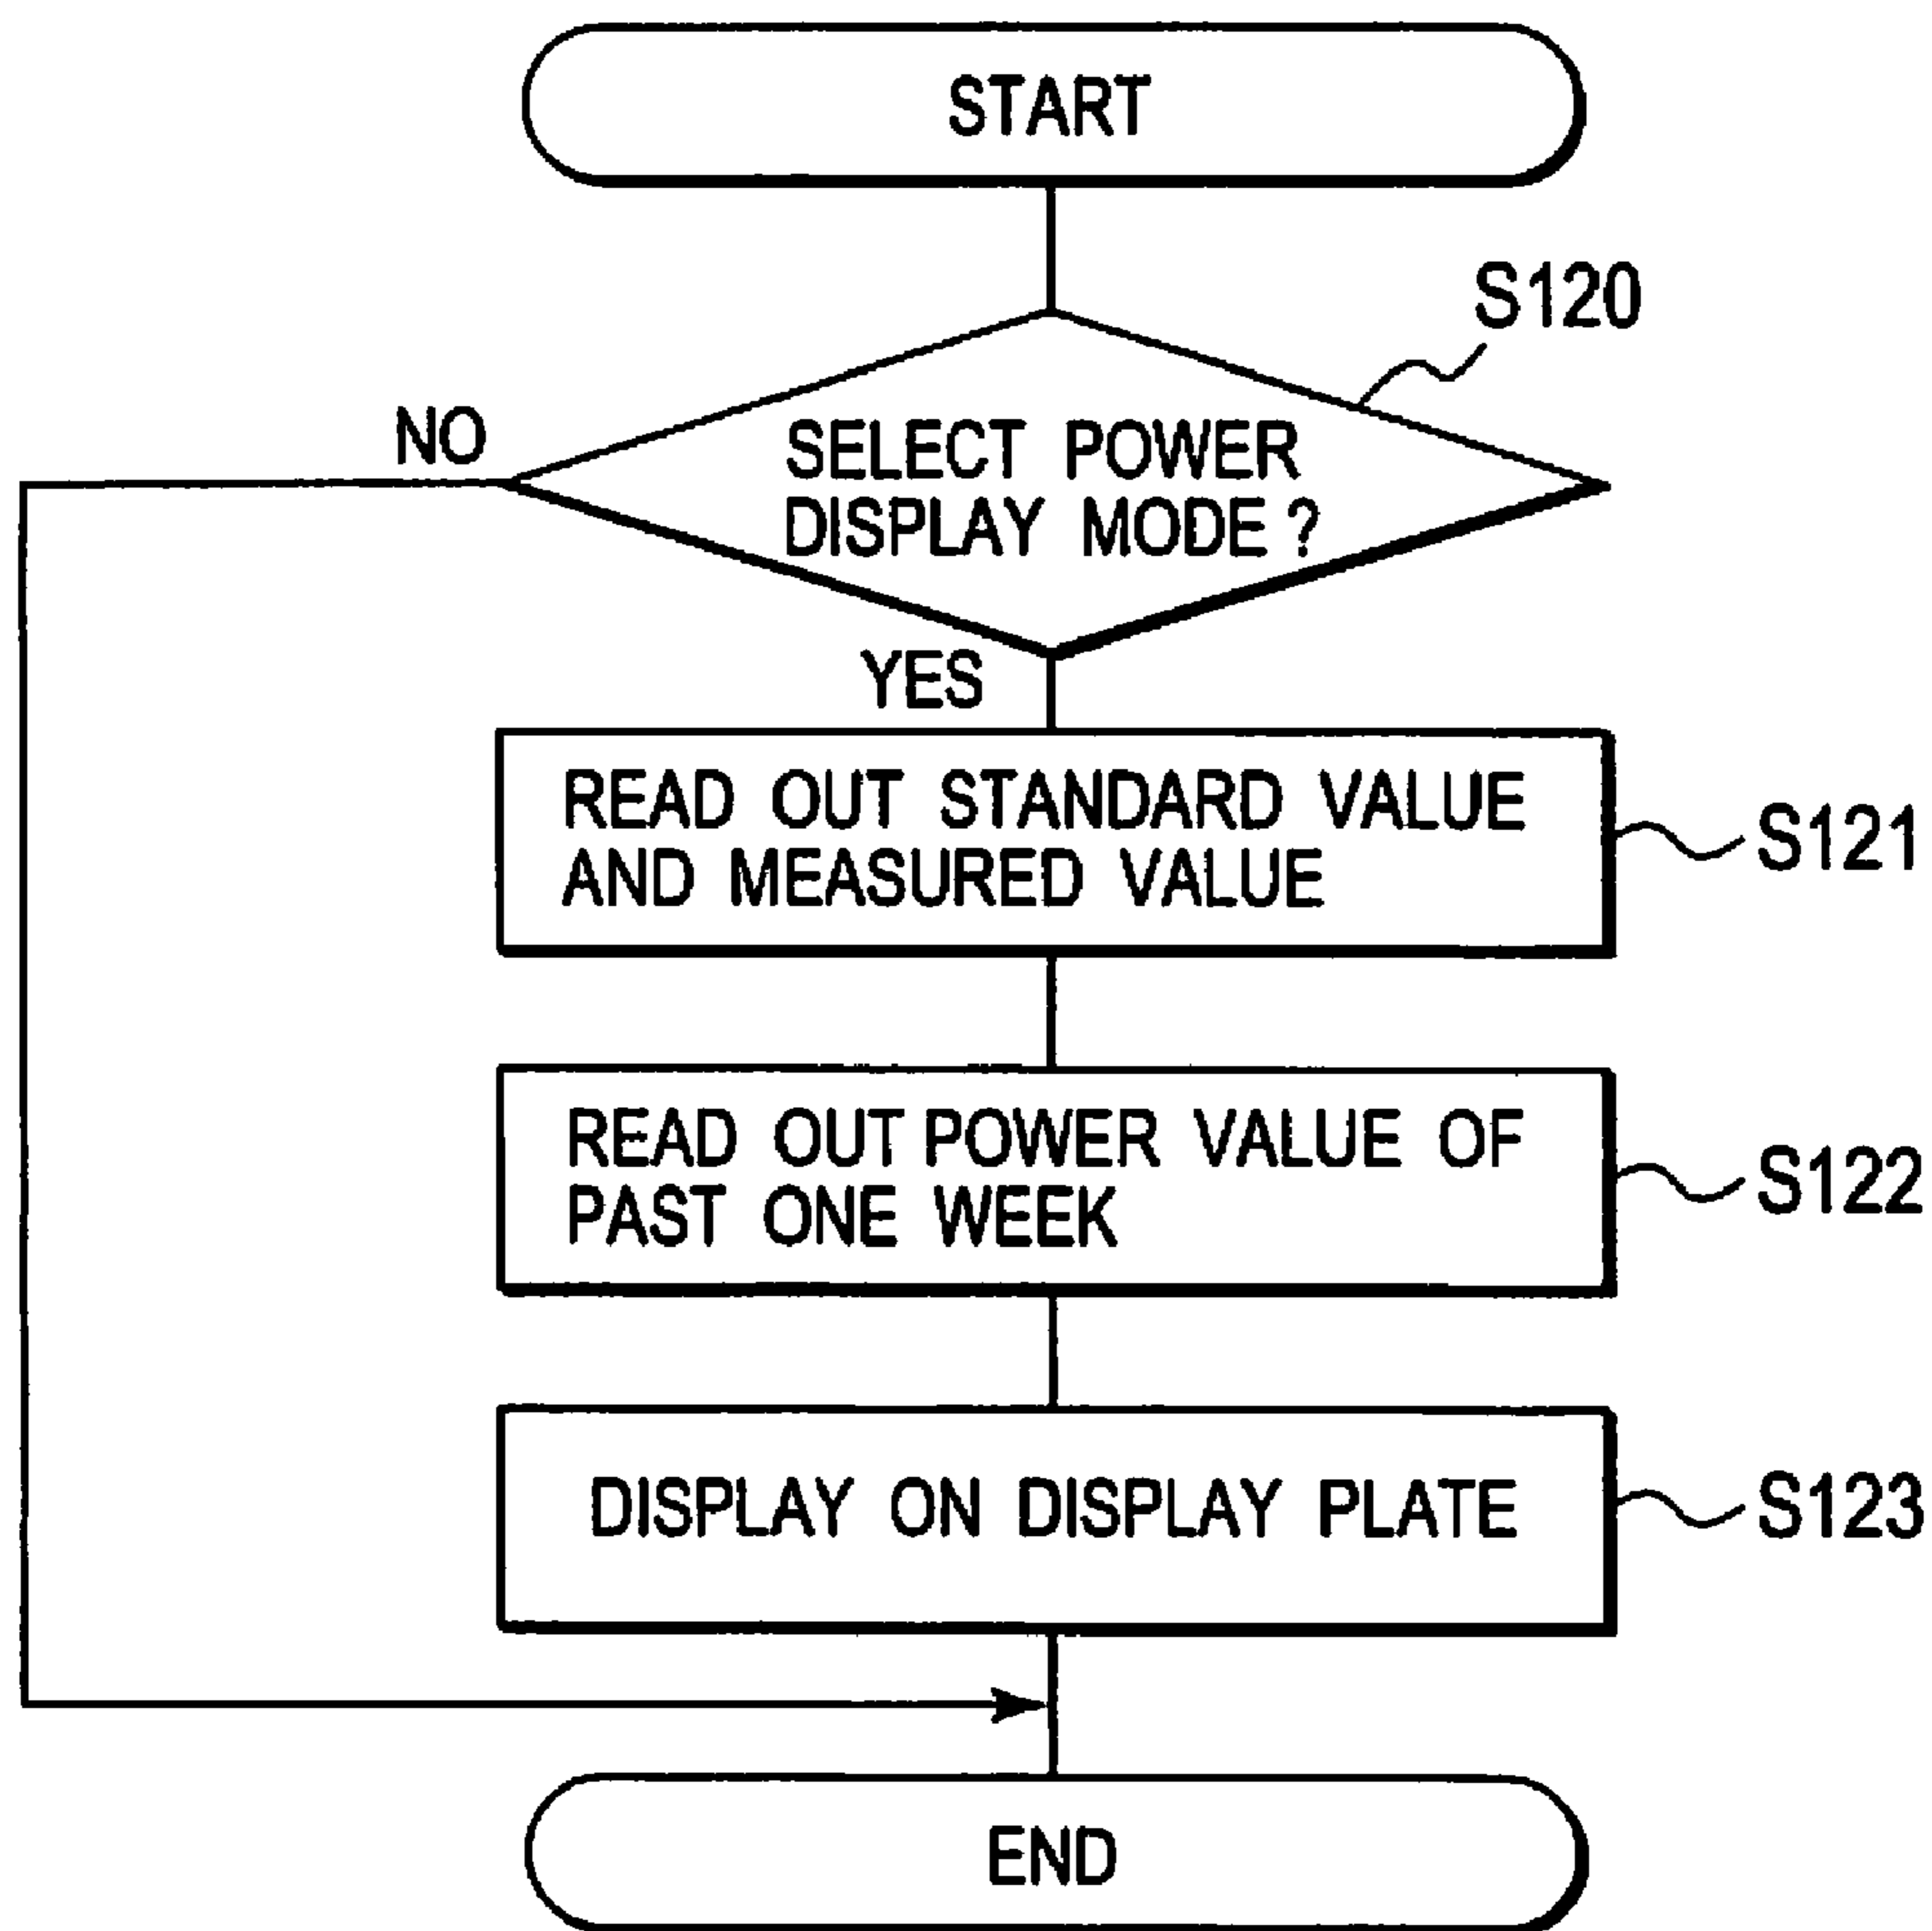 START
S120
NO
SELECT POWER
DISPLAY MODE ?
YES
READ OUT STANDARD VALUE
AND MEASURED VALUE
S121
READ OUT POWER VALUE OF
PAST ONE WEEK
S122
DISPLAY ON DISPLAY PLATE
S123
END